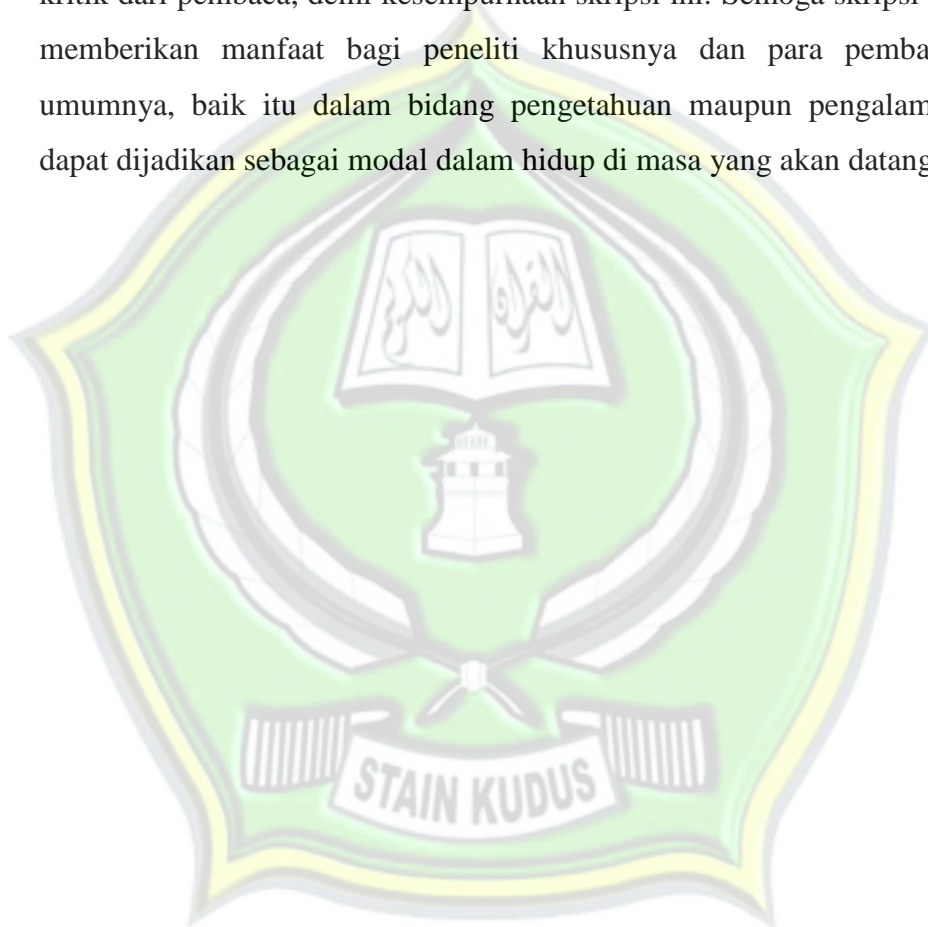 kritik dari pembaca, demi kesempurnaan skripsi ini. Semoga skripsi
memberikan manfaat bagi peneliti khususnya dan para pemba
umumnya, baik itu dalam bidang pengetahuan maupun pengalam
dapat dijadikan sebagai modal dalam hidup di masa yang akan datang
القرآن
الكريم
STAIN KUDUS